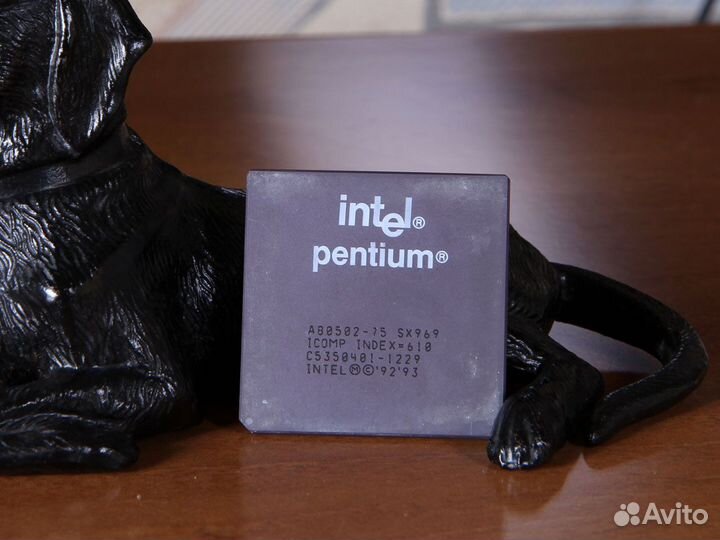 intel®
pentium®
A80502-75 SX969
ICOMP INDEX=610
C5350401-1229
INTEL Ⓜ©'92'93
Avito